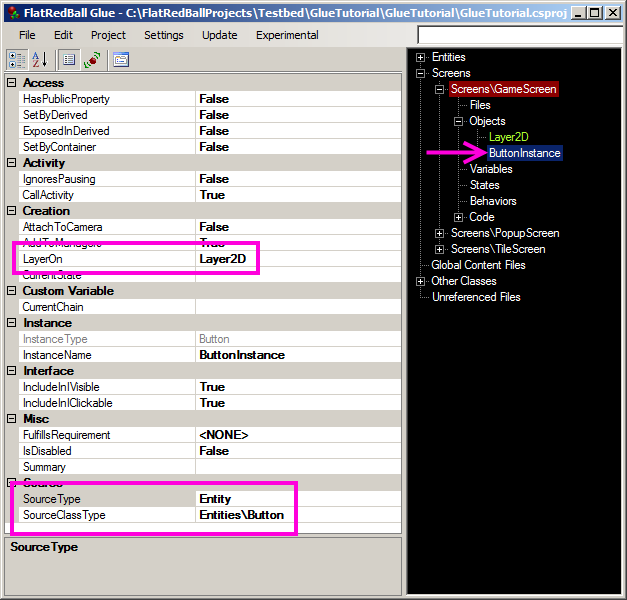 FlatRedBall Glue - C:\FlatRedBallProjects\Testbed\GlueTutorial\GlueTutorial\GlueTutorial.csproj
File Edit Project Settings Update Experimental
Access
HasPublicProperty False
SetByDerived False
ExposedInDerived False
SetByContainer False
Activity
IgnoresPausing False
CallActivity True
Creation
AttachToCamera False
AddToManagers True
LayerOn Layer2D
CurrentState
Custom Variable
CurrentChain
Instance
InstanceType Button
InstanceName ButtonInstance
Interface
IncludeInIVisible True
IncludeInIClickable True
Misc
FulfillsRequirement <NONE>
IsDisabled False
Summary
Source
SourceType Entity
SourceClassType Entities\Button
SourceType
Entities
Screens
Screens\GameScreen
Files
Objects
Layer2D
ButtonInstance
Variables
States
Behaviors
Code
Screens\PopupScreen
Screens\TileScreen
Global Content Files
Other Classes
Unreferenced Files